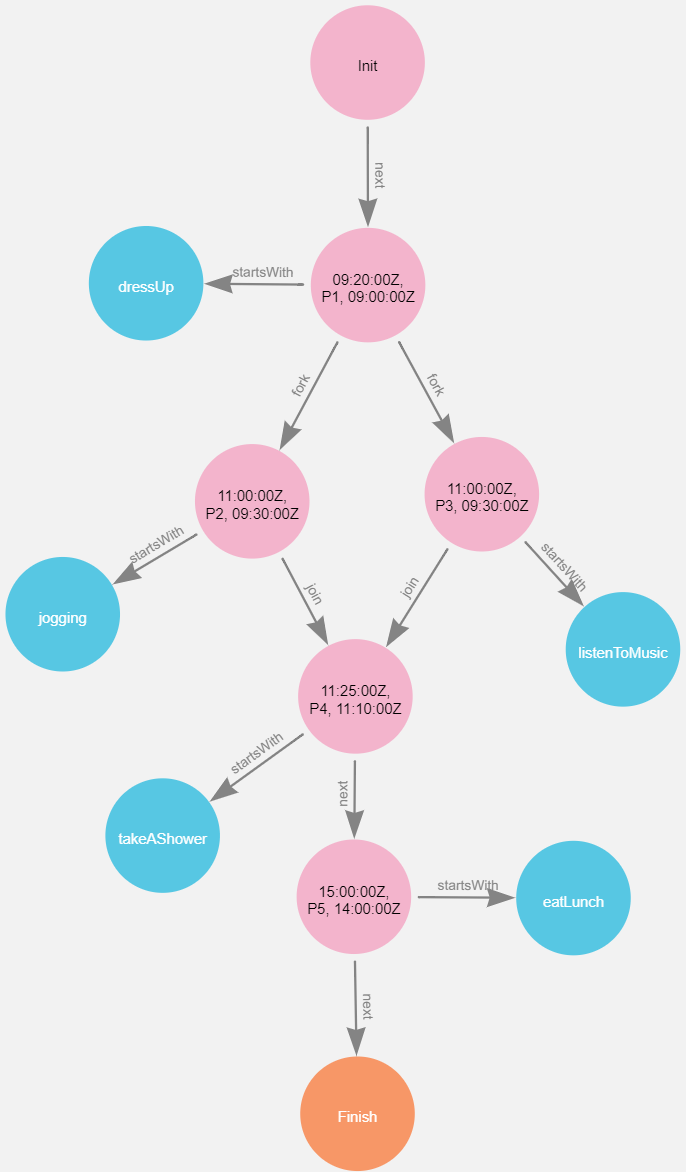 Init
next
startsWith
dressUp
09:20:00Z,
P1, 09:00:00Z
fork
fork
11:00:00Z,
P2, 09:30:00Z
11:00:00Z,
P3, 09:30:00Z
startsWith
startsWith
join
join
jogging
listenToMusic
11:25:00Z,
P4, 11:10:00Z
startsWith
next
takeAShower
15:00:00Z,
P5, 14:00:00Z
startsWith
eatLunch
next
Finish